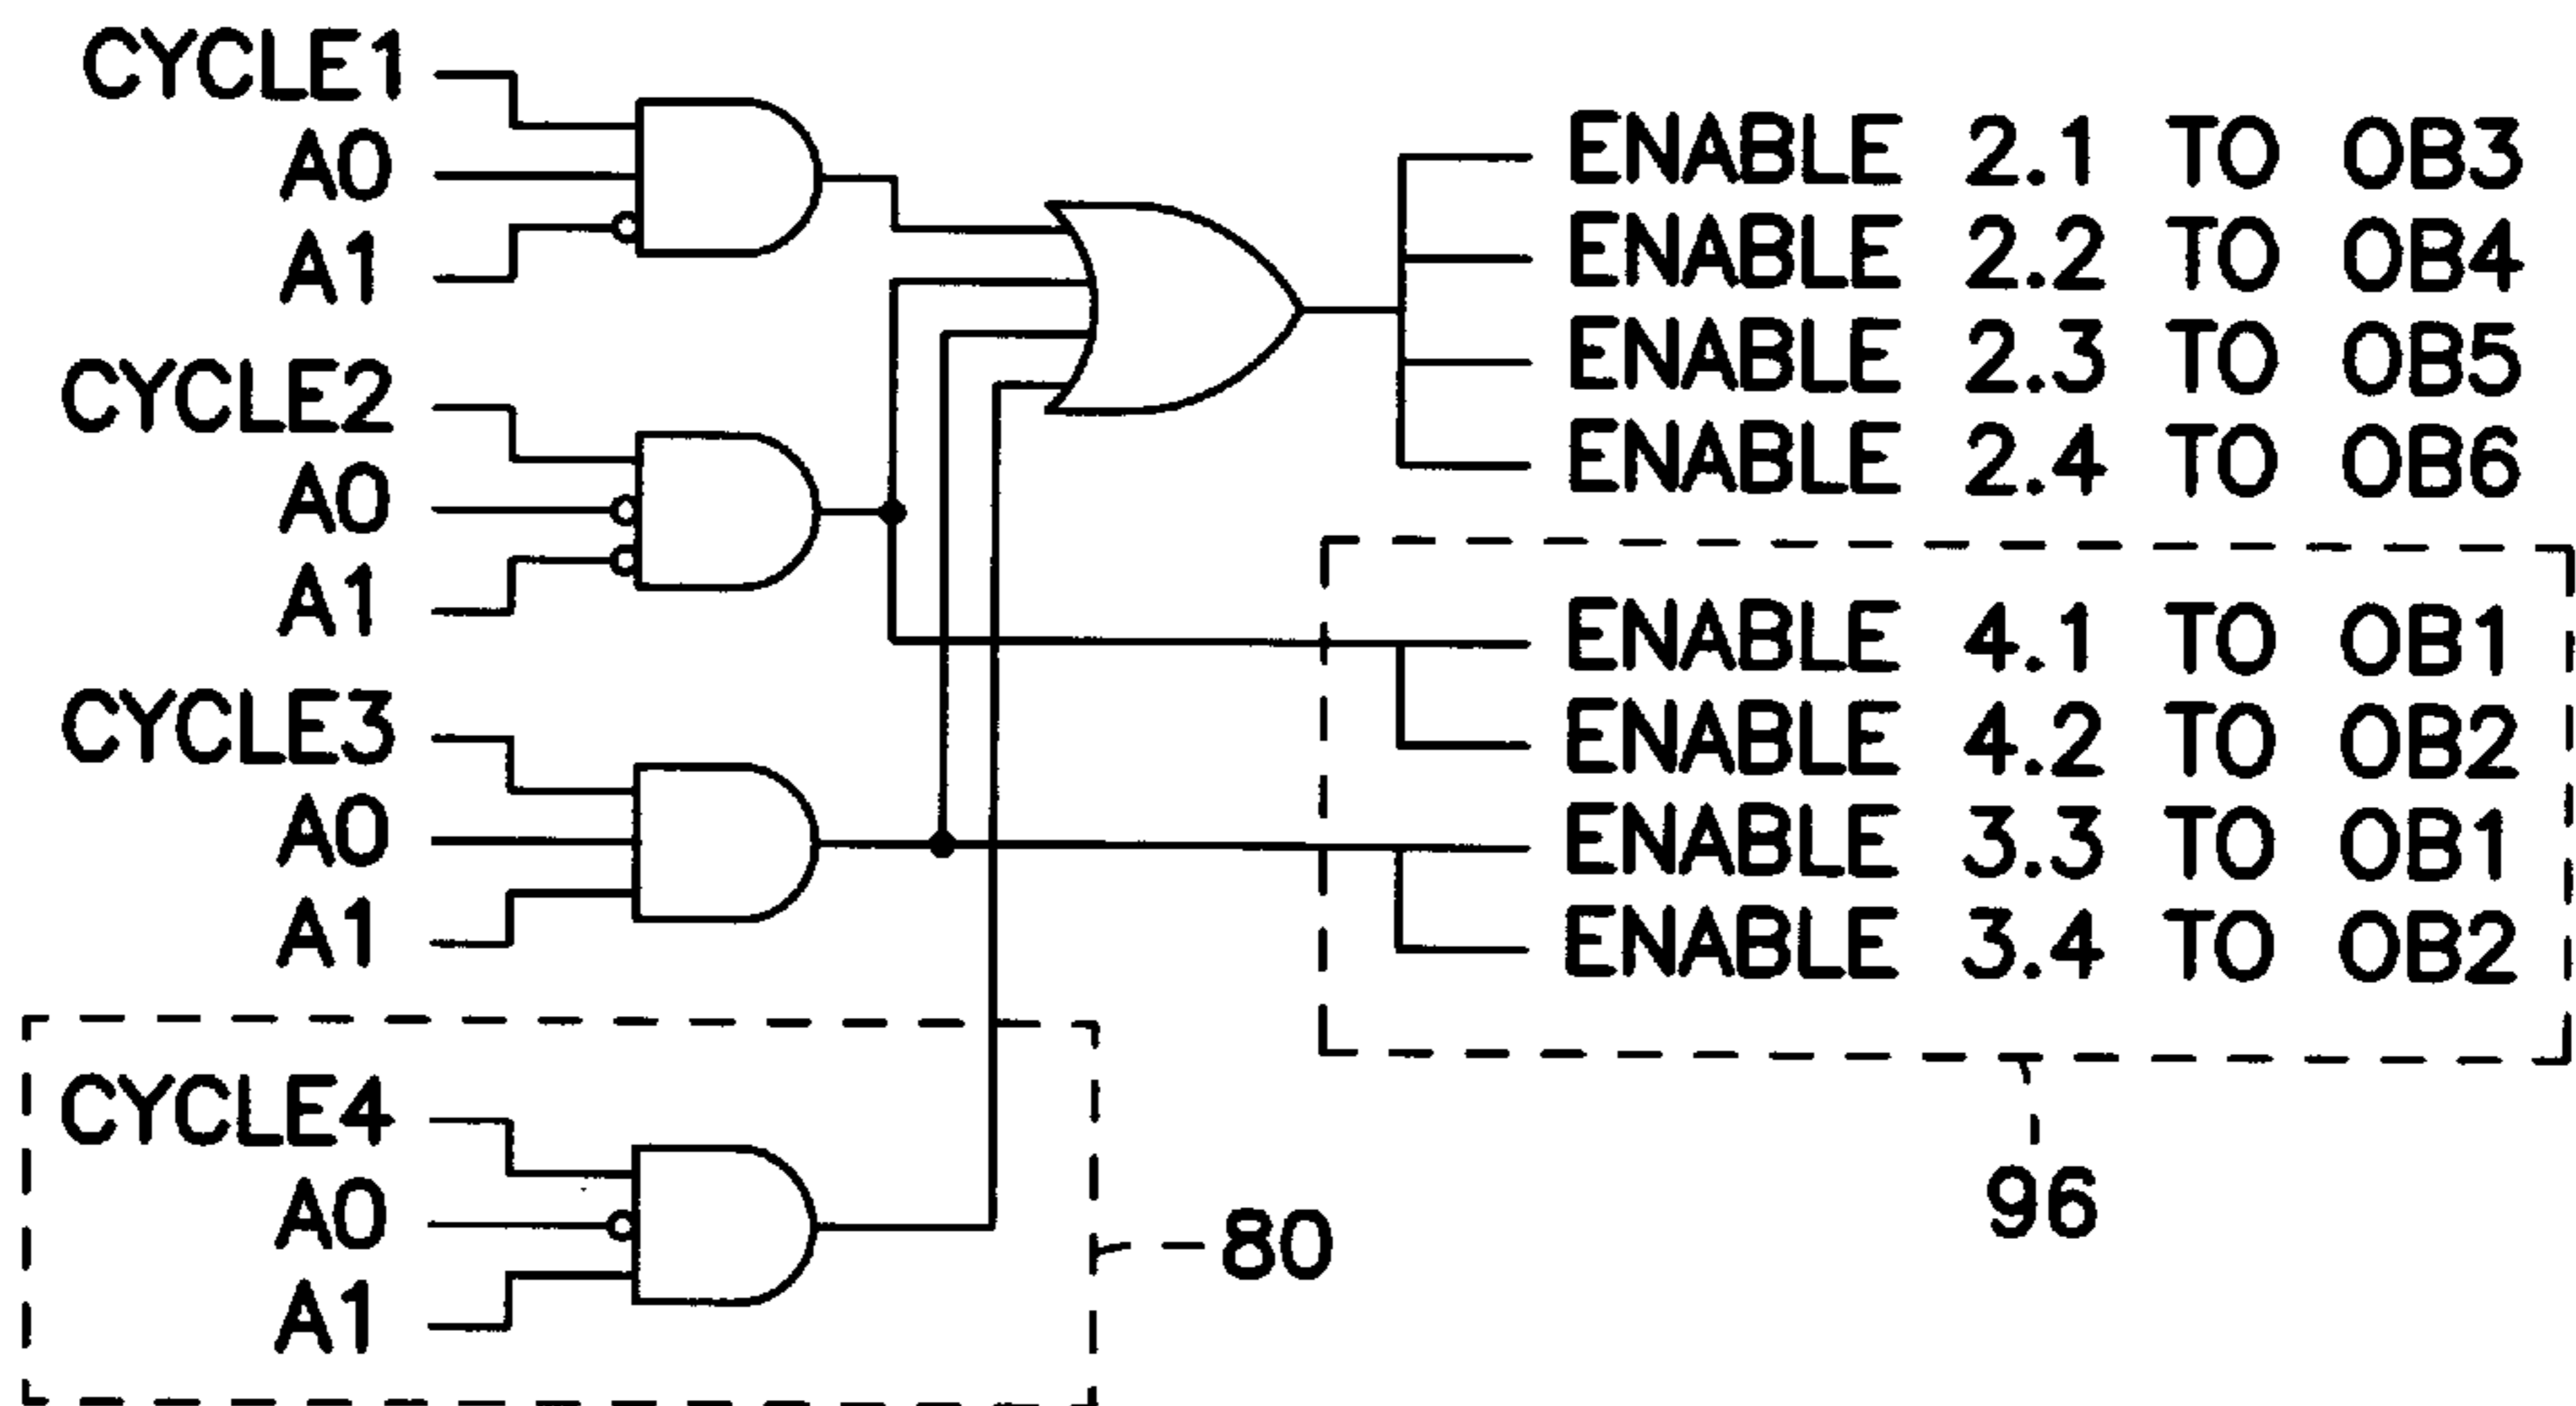 CYCLE1
A0
A1
CYCLE2
A0
A1
CYCLE3
A0
A1
CYCLE4
A0
A1
80
ENABLE 2.1 TO OB3
ENABLE 2.2 TO OB4
ENABLE 2.3 TO OB5
ENABLE 2.4 TO OB6
ENABLE 4.1 TO OB1
ENABLE 4.2 TO OB2
ENABLE 3.3 TO OB1
ENABLE 3.4 TO OB2
96